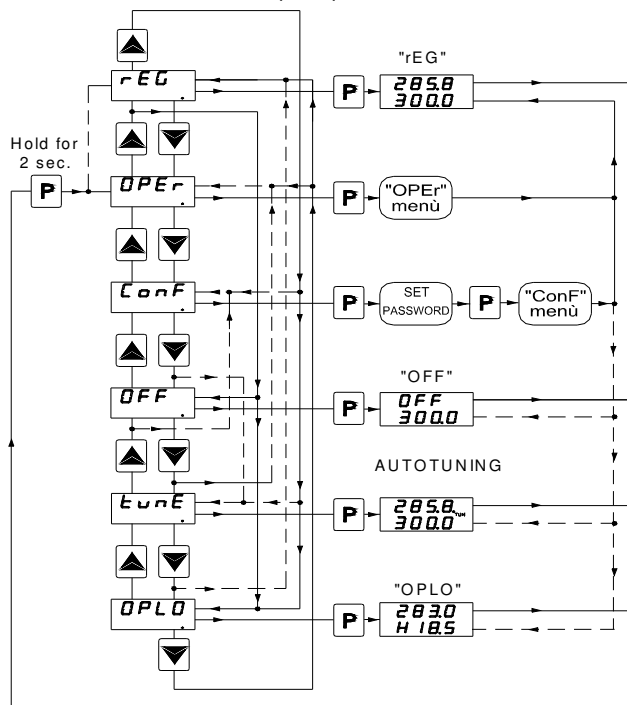 "rEG"
rEG
P
285.8
300.0
Hold for
2 sec.
P
OPEr
P
"OPEr"
menù
ConF
P
SET
PASSWORD
P
"ConF"
menù
"OFF"
OFF
P
OFF
300.0
AUTOTUNING
tunE
P
285.8 TUN
300.0
"OPLO"
OPLO
P
283.0
H 18.5